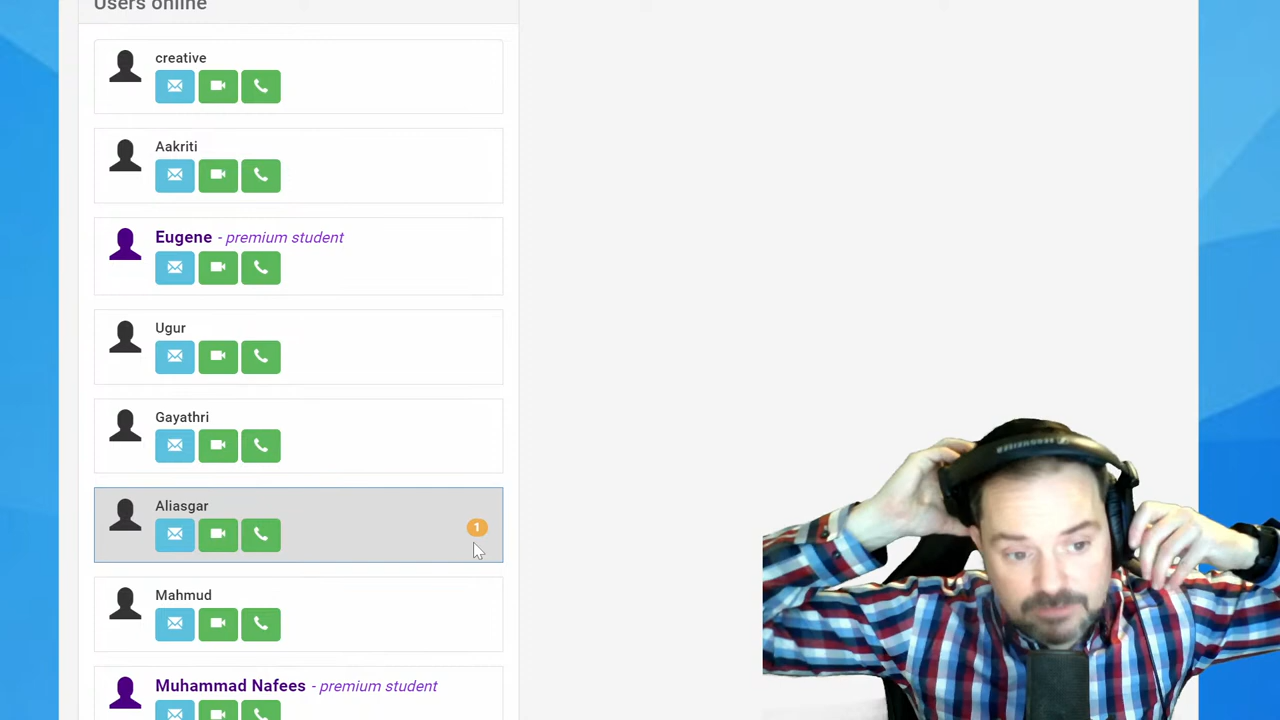 Users online
creative
Aakriti
Eugene - premium student
Ugur
Gayathri
Aliasgar
1
Mahmud
Muhammad Nafees - premium student